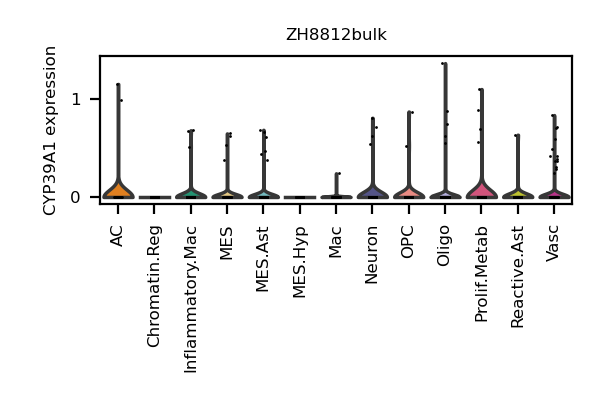 ZH8812bulk
CYP39A1 expression
1
0
AC
Chromatin.Reg
Inflammatory.Mac
MES
MES.Ast
MES.Hyp
Mac
Neuron
OPC
Oligo
Prolif.Metab
Reactive.Ast
Vasc